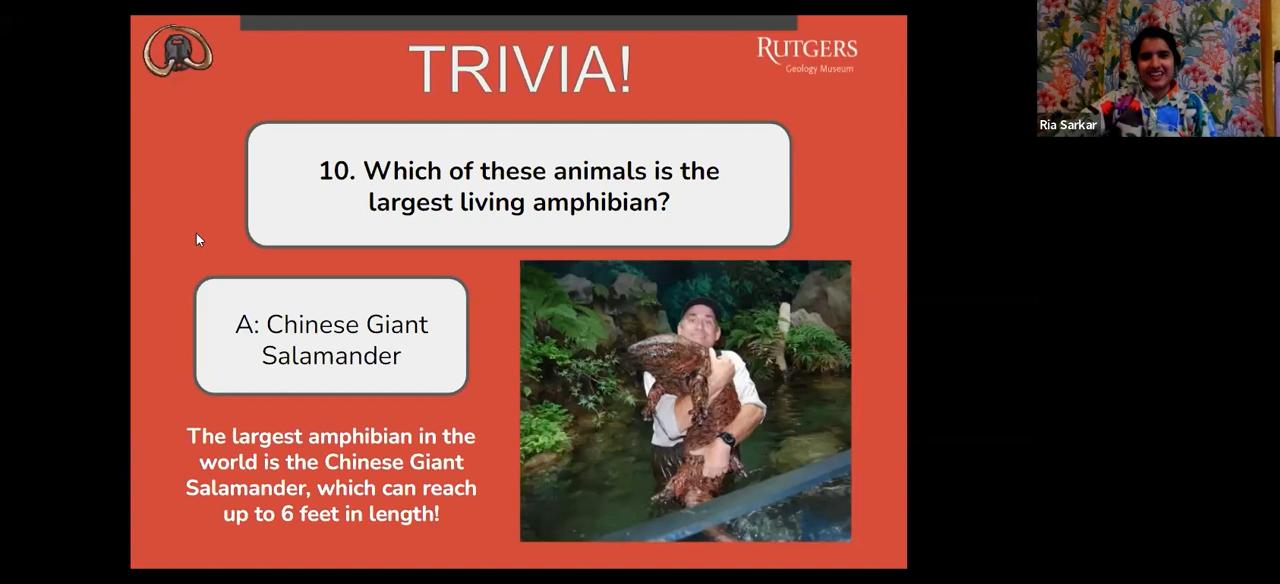 TRIVIA!
RUTGERS
Geology Museum
Ria Sarkar
10. Which of these animals is the
largest living amphibian?
A: Chinese Giant
Salamander
The largest amphibian in the
world is the Chinese Giant
Salamander, which can reach
up to 6 feet in length!